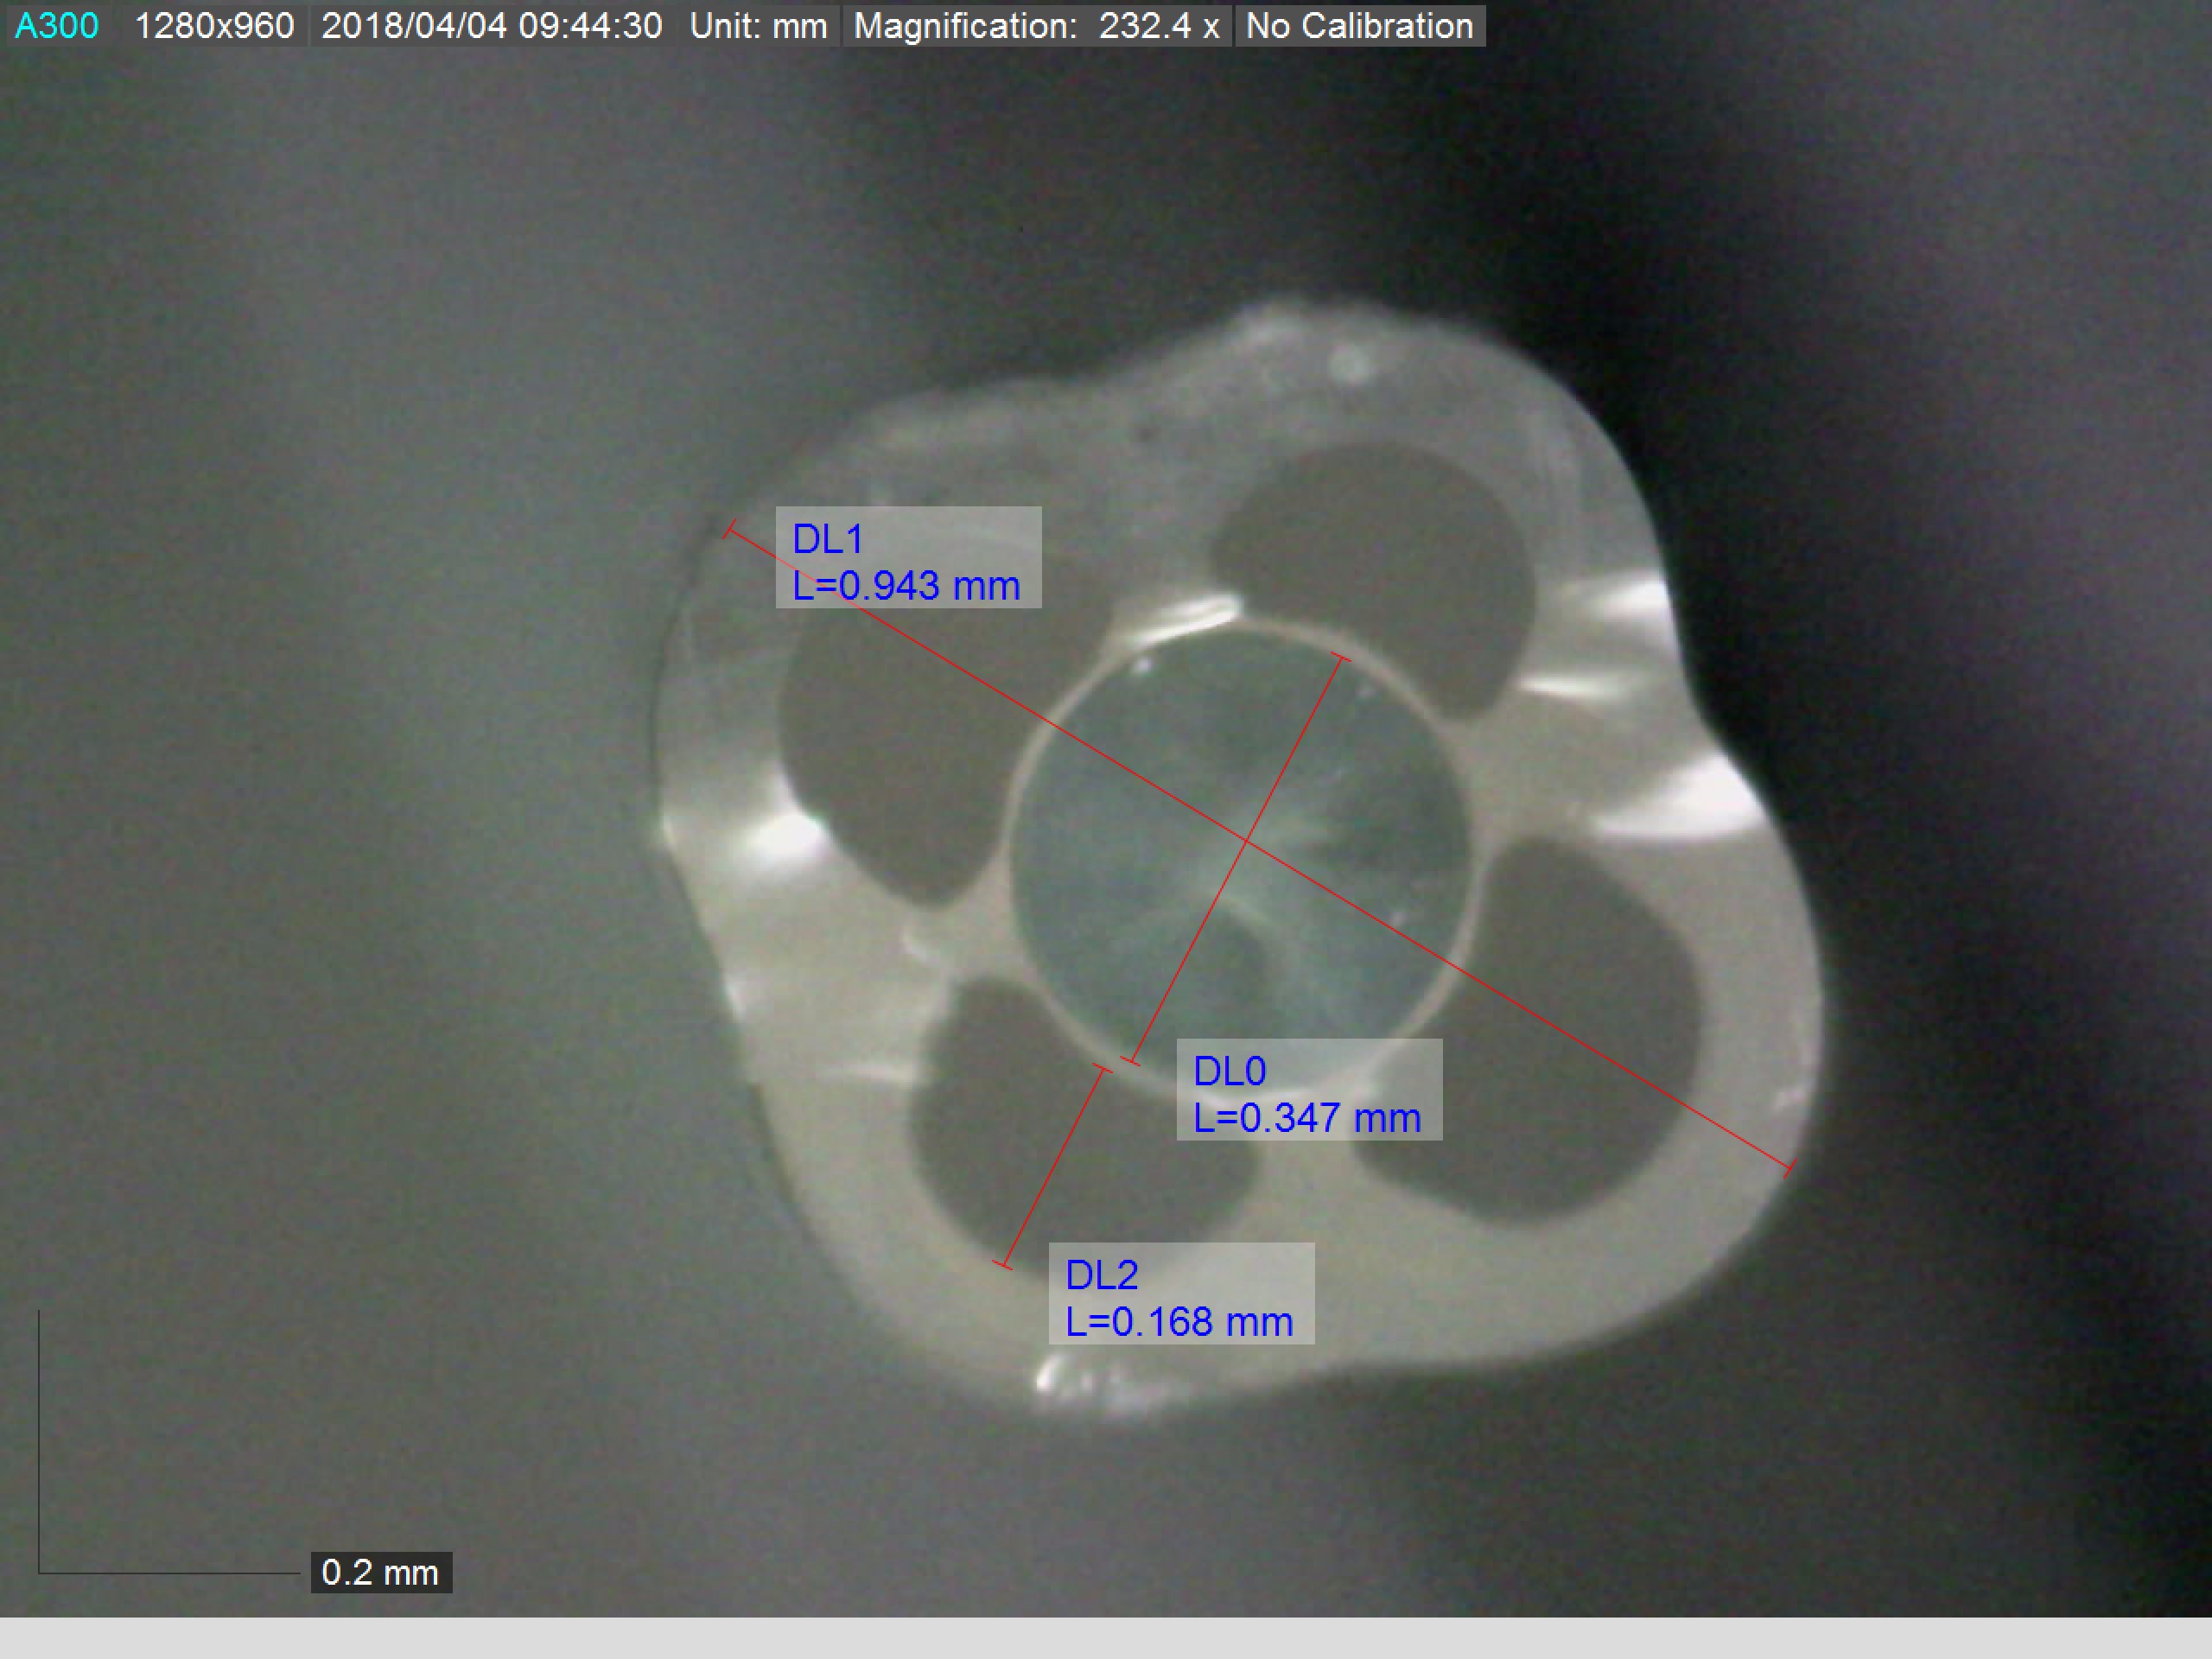 A300 1280x960 2018/04/04 09:44:30 Unit: mm Magnification: 232.4 x No Calibration
DL1
L=0.943 mm
DL0
L=0.347 mm
DL2
L=0.168 mm
0.2 mm